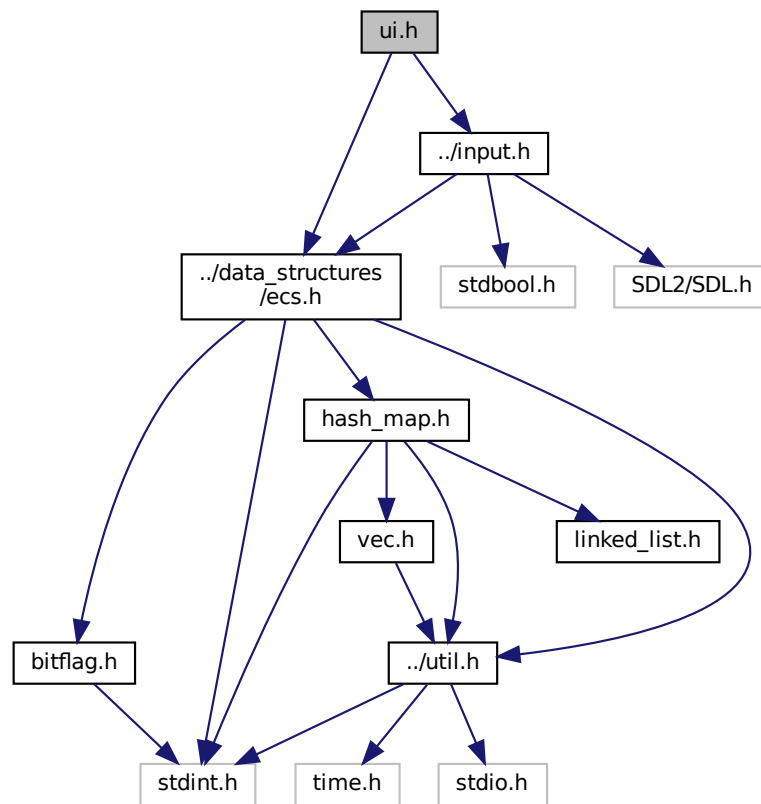 ui.h
../input.h
../data_structures
/ecs.h
stdbool.h
SDL2/SDL.h
hash_map.h
vec.h
linked_list.h
bitflag.h
../util.h
stdint.h
time.h
stdio.h